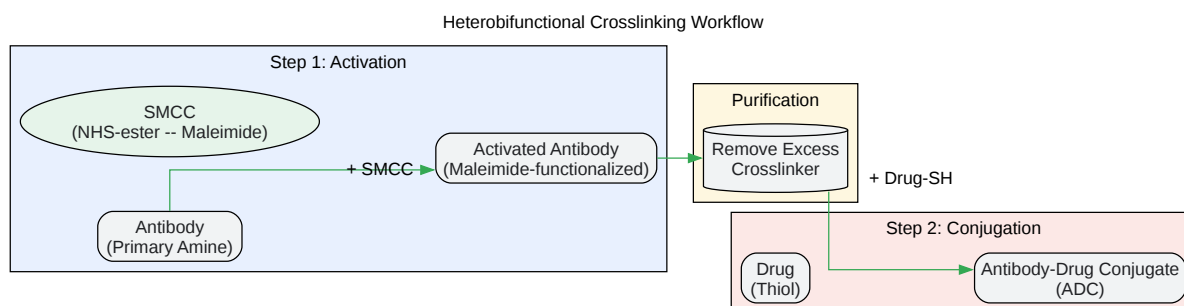 Heterobifunctional Crosslinking Workflow
Step 1: Activation
SMCC
(NHS-ester -- Maleimide)
+ SMCC
Activated Antibody
(Maleimide-functionalized)
Antibody
(Primary Amine)
Purification
Remove Excess
Crosslinker
+ Drug-SH
Step 2: Conjugation
Drug
(Thiol)
Antibody-Drug Conjugate
(ADC)